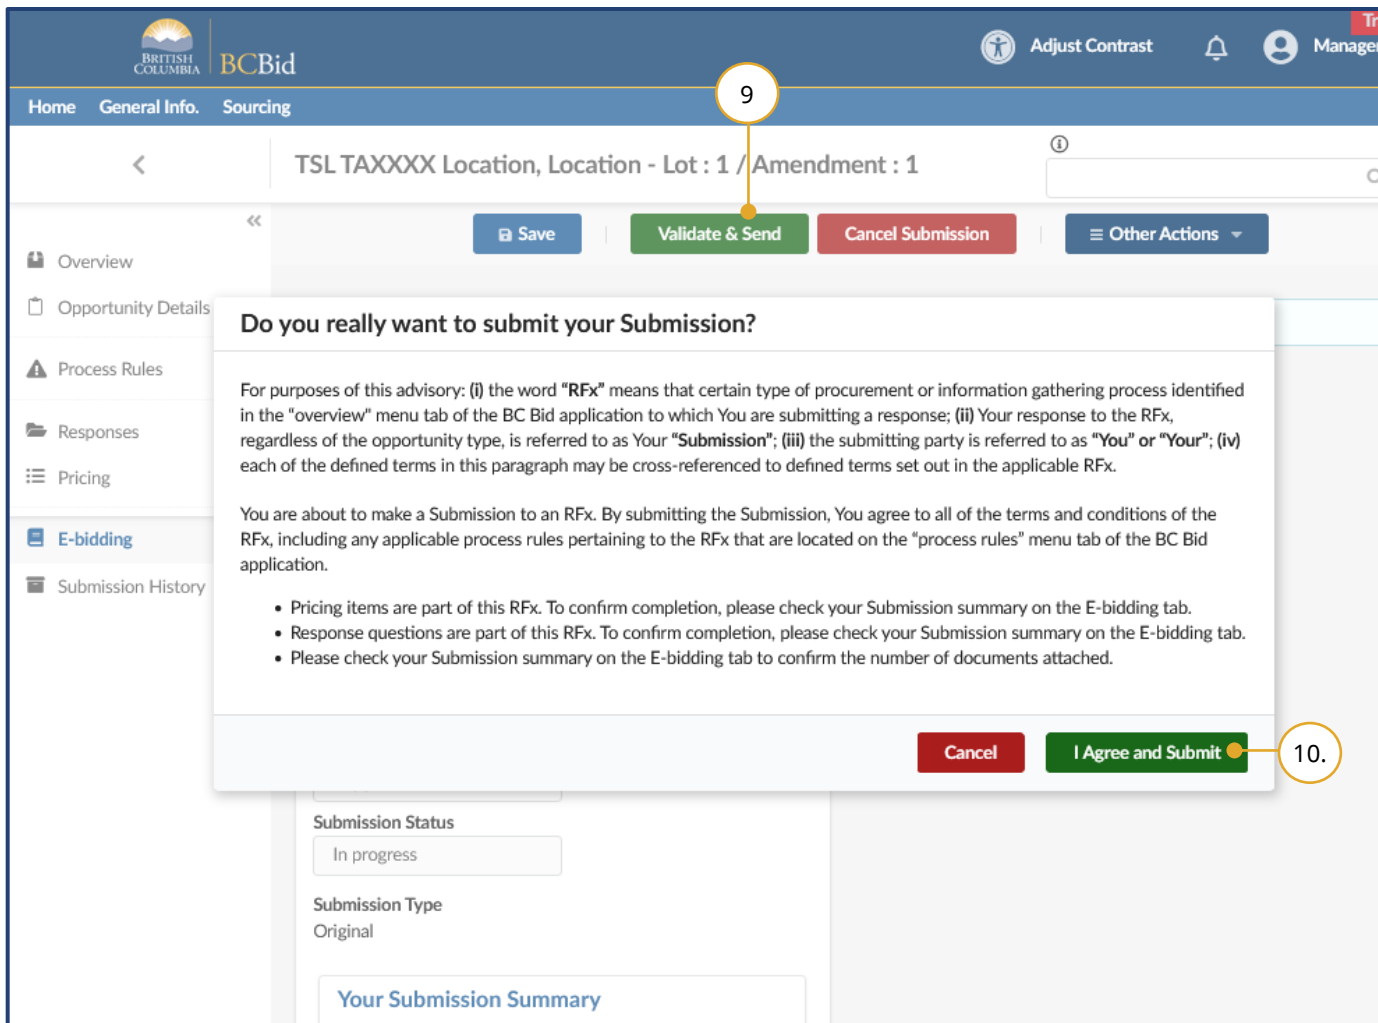 Tr
BRITISH
COLUMBIA
BCBid
Adjust Contrast
Manager
Home General Info. Sourcing
9
TSL TAXXXX Location, Location - Lot : 1 / Amendment : 1
Save
Validate & Send
Cancel Submission
Other Actions
Overview
Opportunity Details
Process Rules
Responses
Pricing
E-bidding
Submission History
Do you really want to submit your Submission?
For purposes of this advisory: (i) the word “RFx” means that certain type of procurement or information gathering process identified
in the “overview” menu tab of the BC Bid application to which You are submitting a response; (ii) Your response to the RFx,
regardless of the opportunity type, is referred to as Your “Submission”; (iii) the submitting party is referred to as “You” or “Your”; (iv)
each of the defined terms in this paragraph may be cross-referenced to defined terms set out in the applicable RFx.
You are about to make a Submission to an RFx. By submitting the Submission, You agree to all of the terms and conditions of the
RFx, including any applicable process rules pertaining to the RFx that are located on the “process rules” menu tab of the BC Bid
application.
• Pricing items are part of this RFx. To confirm completion, please check your Submission summary on the E-bidding tab.
• Response questions are part of this RFx. To confirm completion, please check your Submission summary on the E-bidding tab.
• Please check your Submission summary on the E-bidding tab to confirm the number of documents attached.
Cancel
I Agree and Submit
10.
Submission Status
In progress
Submission Type
Original
Your Submission Summary